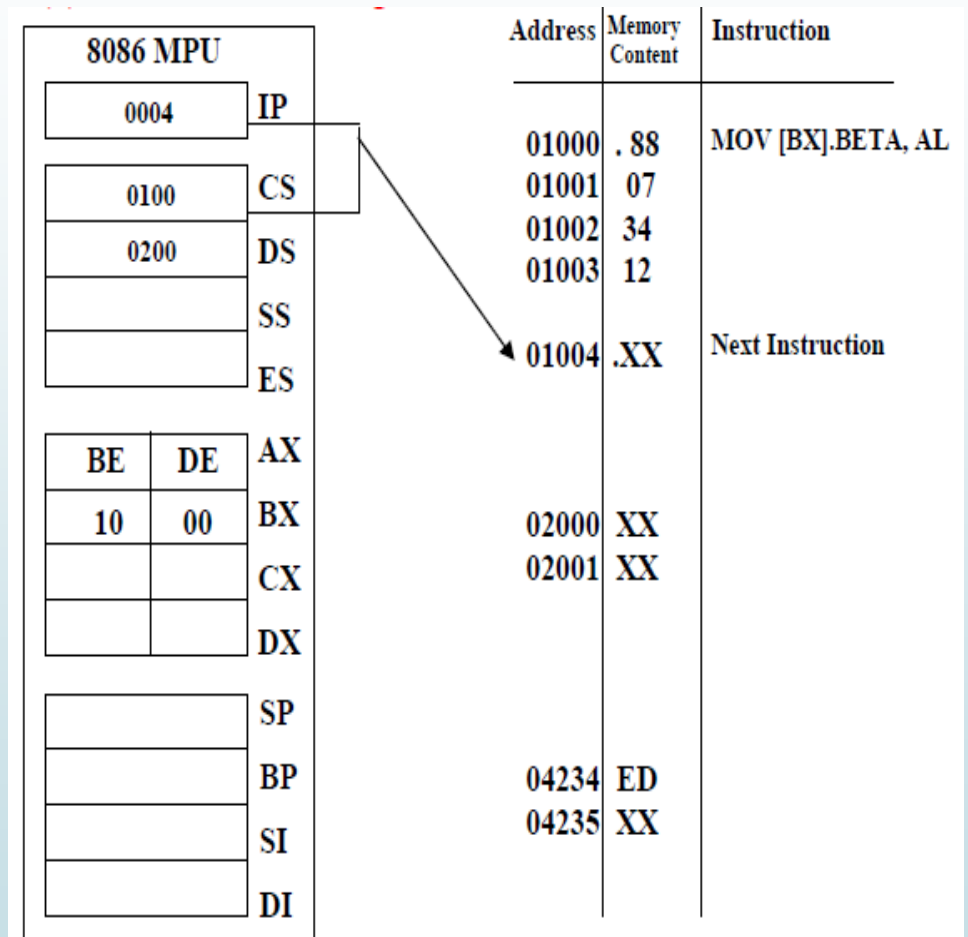 8086 MPU
0004 IP
0100 CS
0200 DS
SS
ES
BE DE AX
10 00 BX
CX
DX
SP
BP
SI
DI
Address Memory Content Instruction
01000 . 88 MOV [BX].BETA, AL
01001 07
01002 34
01003 12
01004 .XX Next Instruction
02000 XX
02001 XX
04234 ED
04235 XX